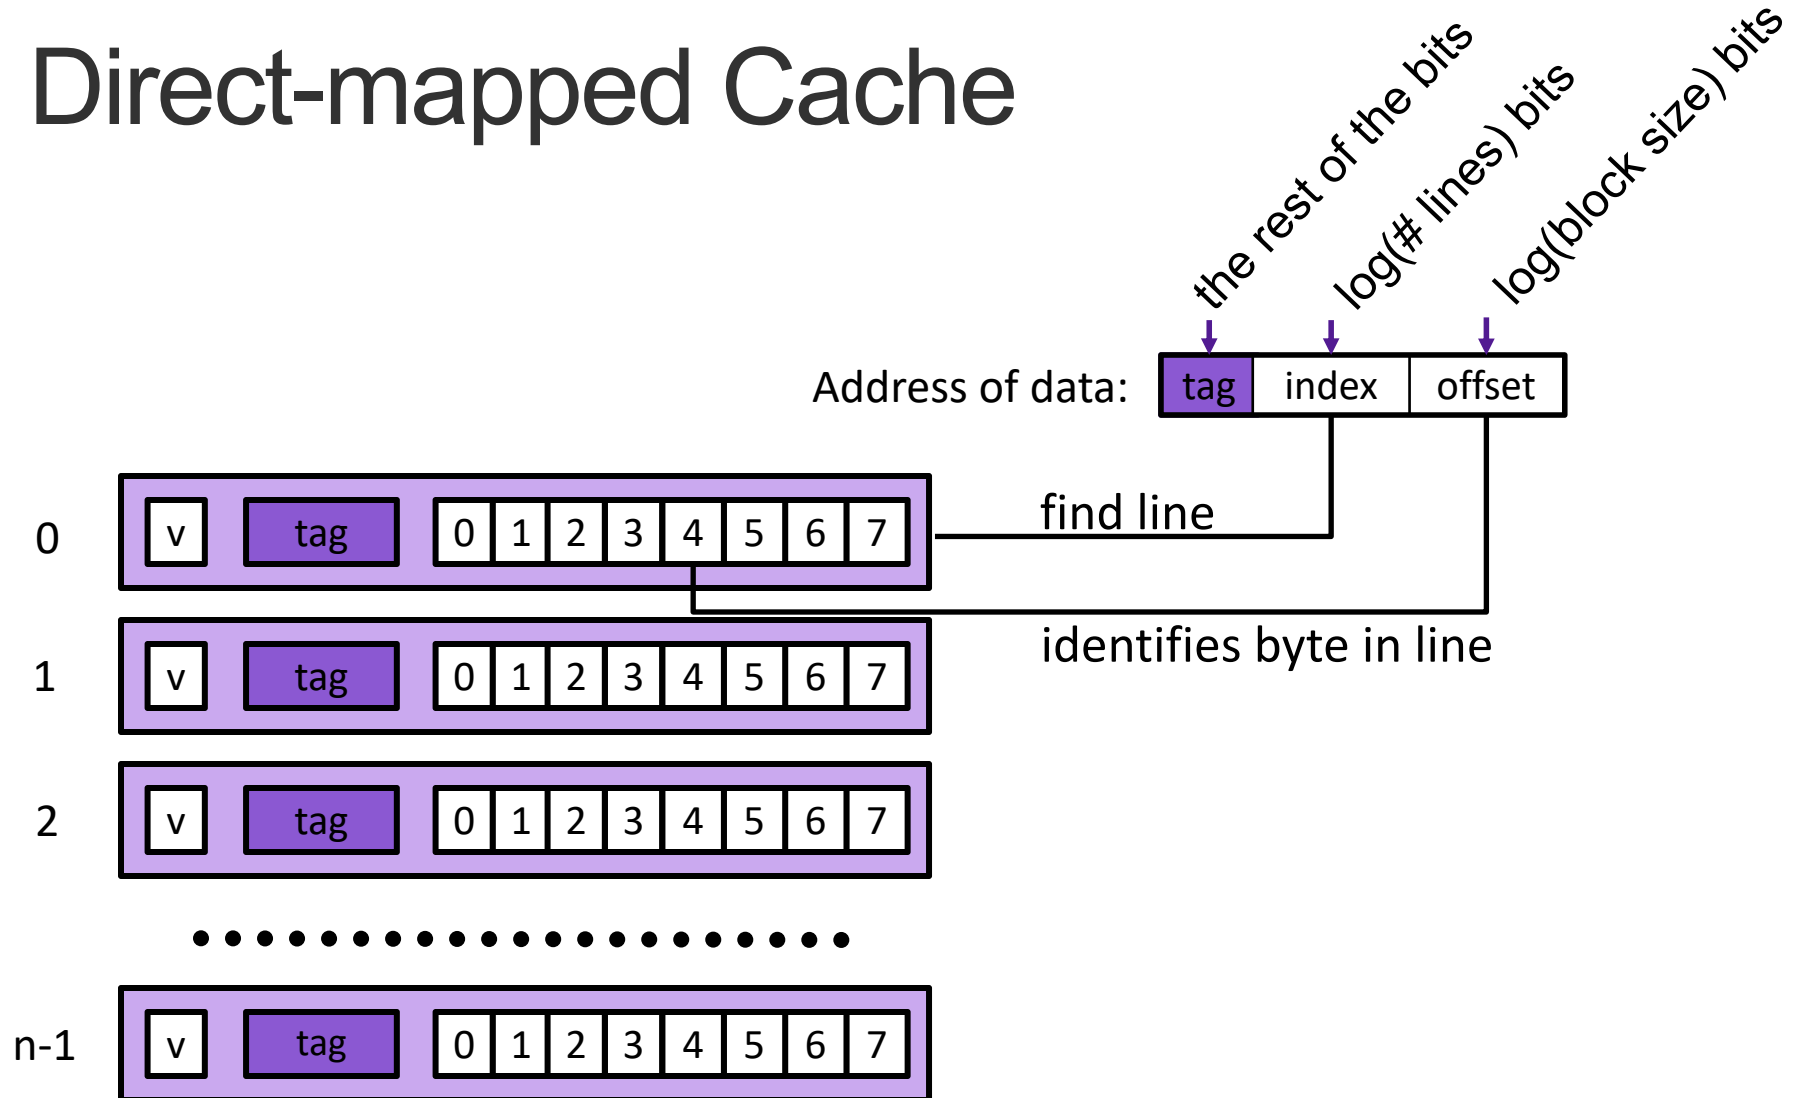 Direct-mapped Cache
the rest of the bits
log(# lines) bits
log(block size) bits
Address of data: tag index offset
0 v tag 0 1 2 3 4 5 6 7
find line
identifies byte in line
1 v tag 0 1 2 3 4 5 6 7
2 v tag 0 1 2 3 4 5 6 7
n-1 v tag 0 1 2 3 4 5 6 7